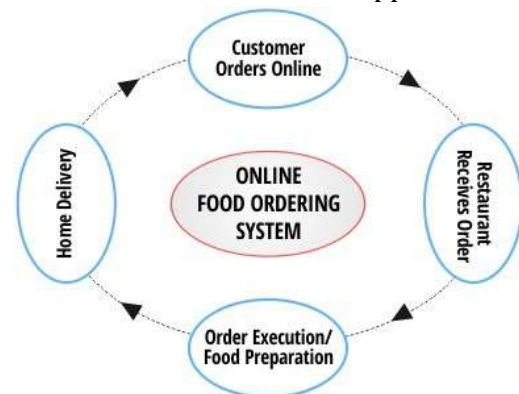 Customer
Orders Online
Restaurant
Receives Order
ONLINE
FOOD ORDERING
SYSTEM
Home Delivery
Order Execution/
Food Preparation